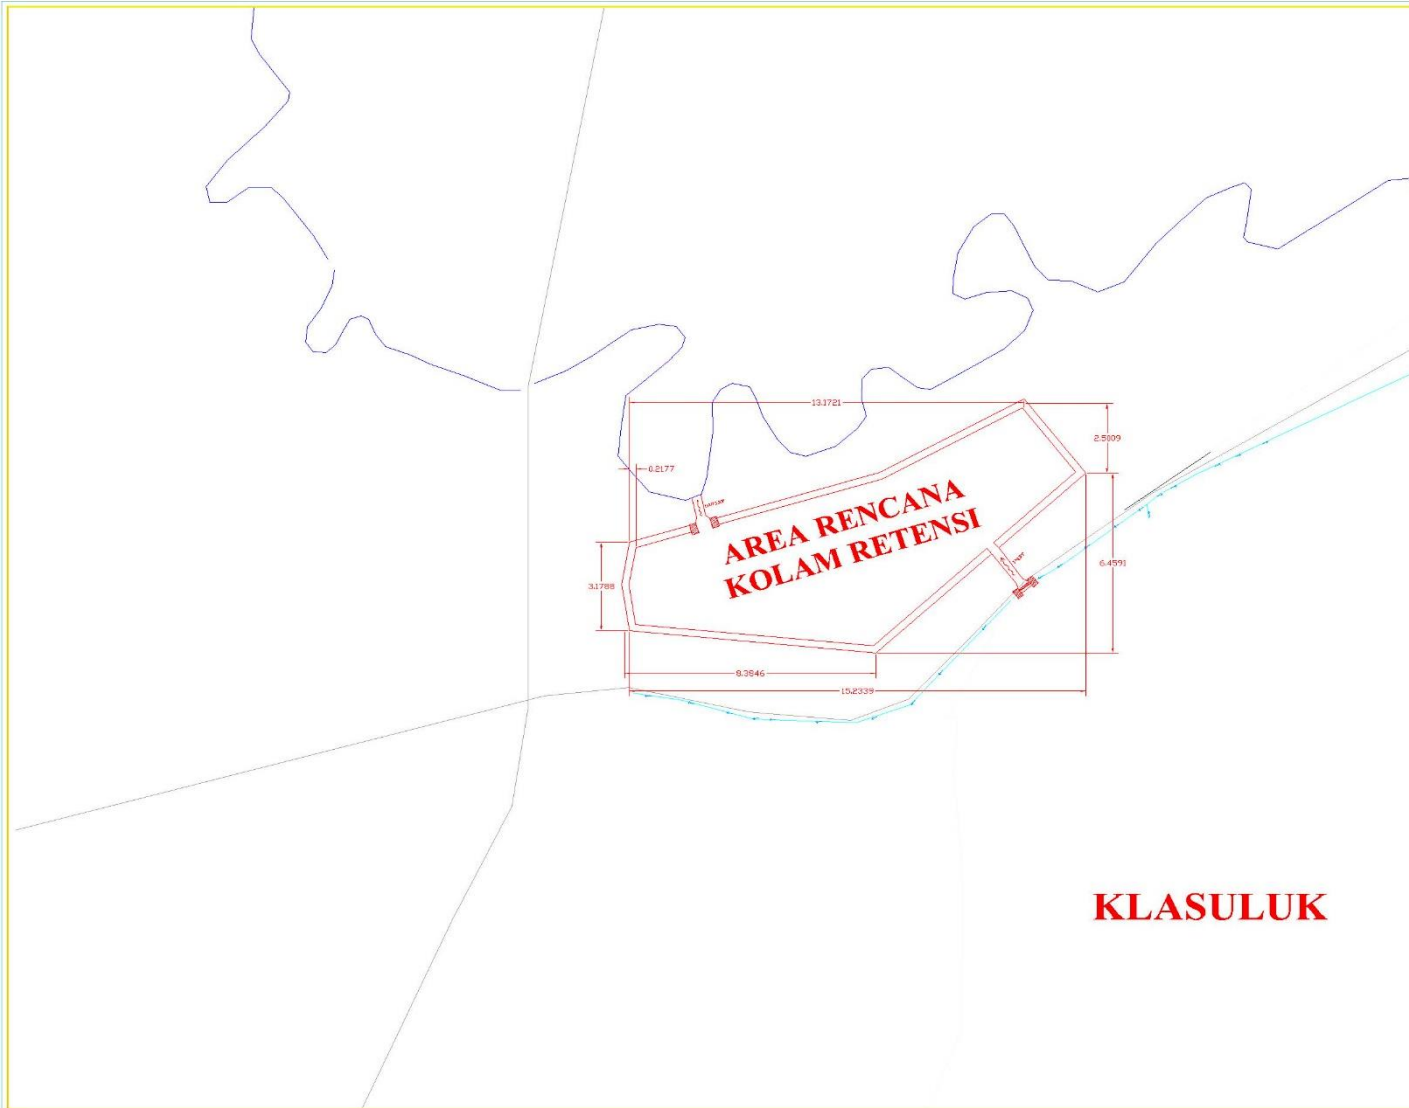 13.1721
2.5009
0.2177
AREA RENCANA
KOLAM RETENSI
6.4591
3.1788
8.3946
15.2339
KLASULUK